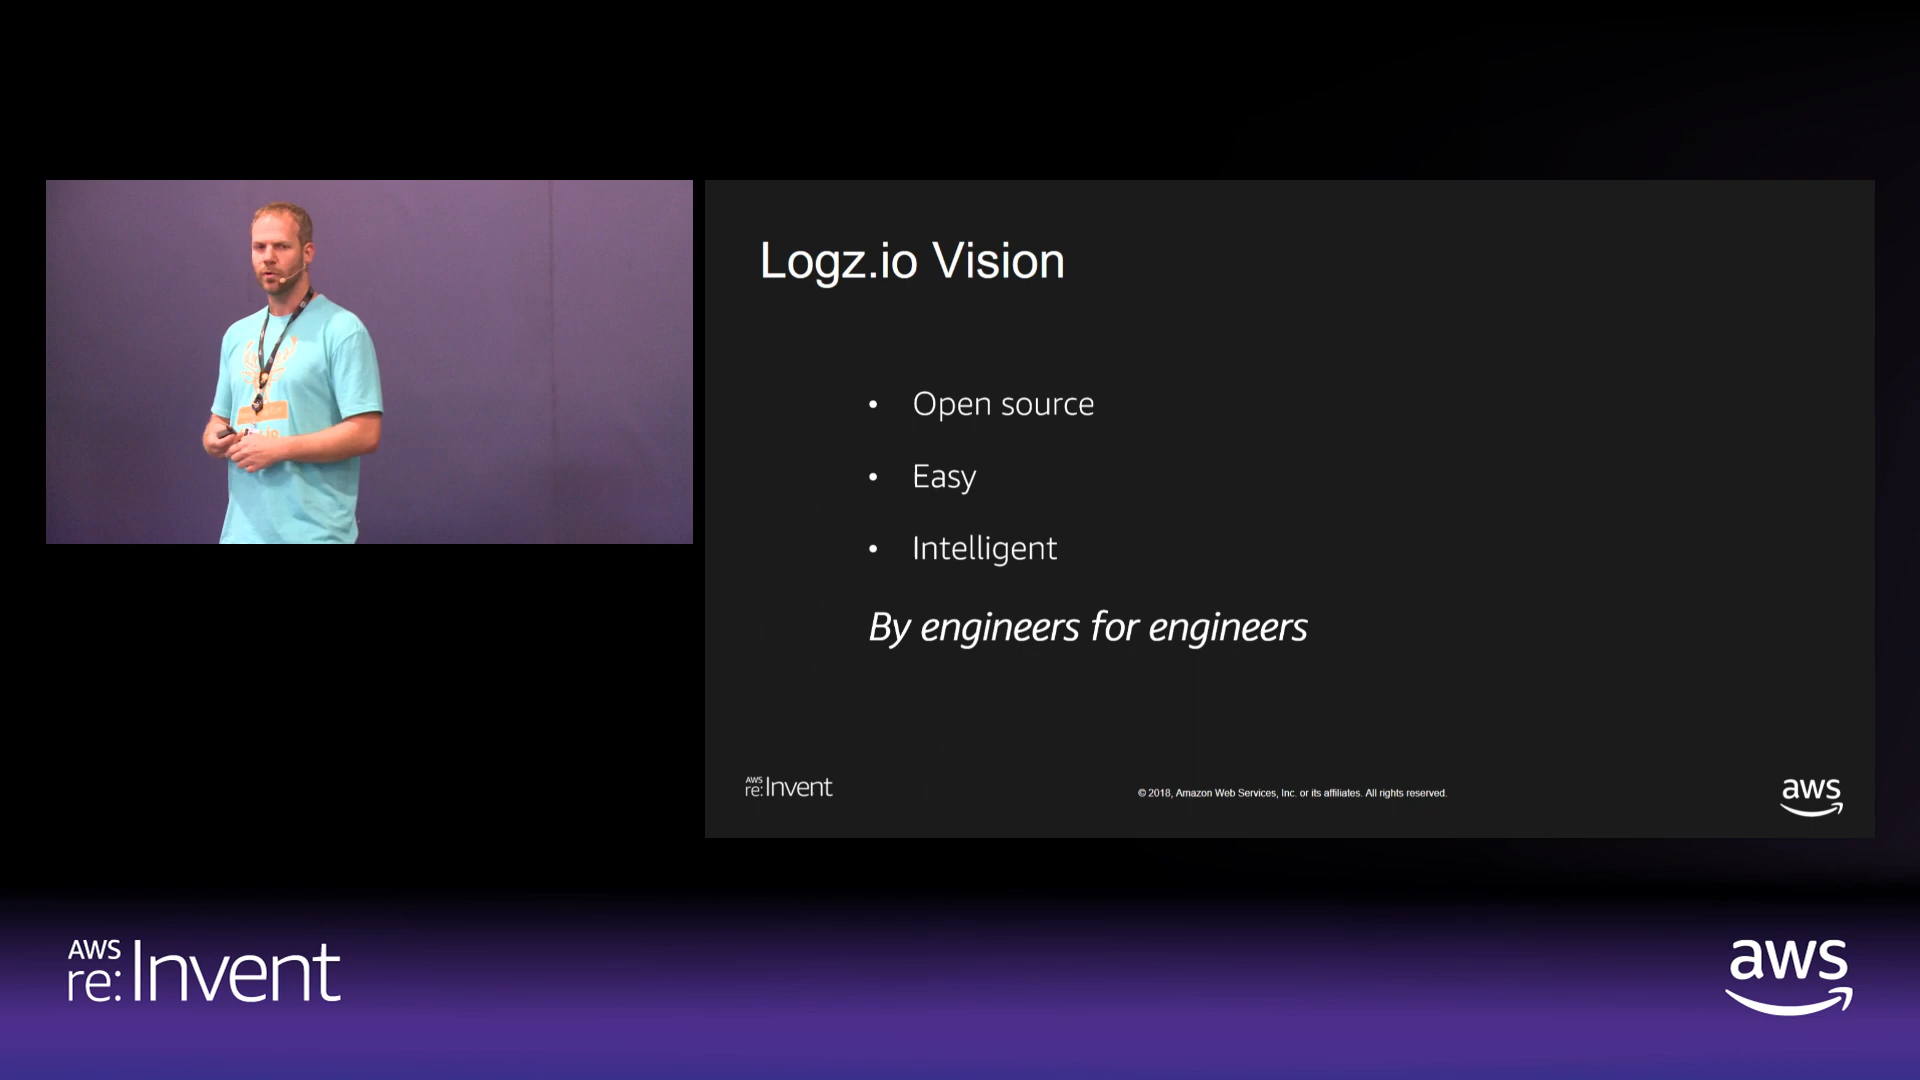 Logz.io Vision
• Open source
• Easy
• Intelligent
By engineers for engineers
AWS
re:Invent
© 2018, Amazon Web Services, Inc. or its affiliates. All rights reserved.
aws
AWS
re:Invent
aws